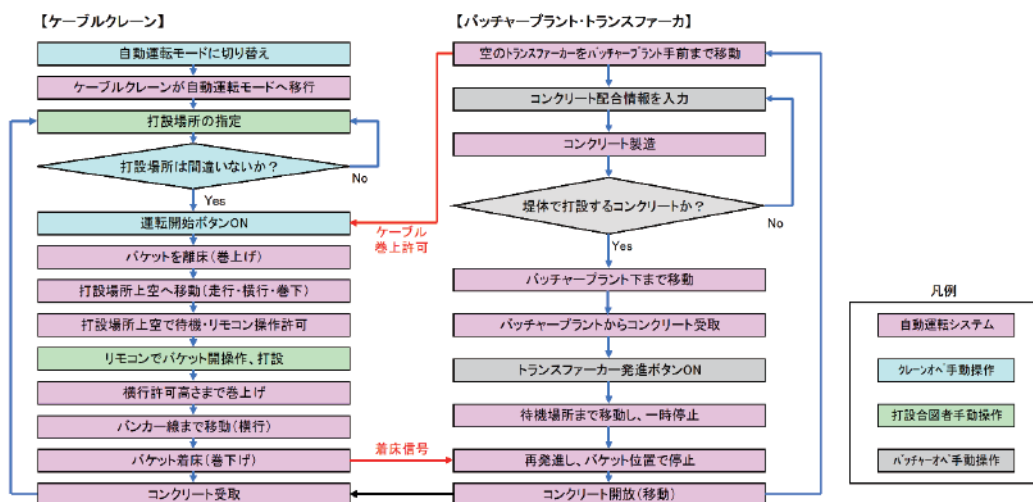 【ケーブルクレーン】
自動運転モードに切り替え
ケーブルクレーンが自動運転モードへ移行
打設場所の指定
打設場所は間違いないか？
No
Yes
運転開始ボタンON
バケットを離床(巻上げ)
打設場所上空へ移動(走行・横行・巻下)
打設場所上空で待機・リモコン操作許可
リモコンでバケット開操作、打設
横行許可高さまで巻上げ
バンカー線まで移動(横行)
バケット着床(巻下げ)
コンクリート受取
ケーブル
巻上許可
着床信号
【バッチャープラント・トランスファーカ】
空のトランスファーカーをバッチャープラント手前まで移動
コンクリート配合情報を入力
コンクリート製造
堤体で打設するコンクリートか？
No
Yes
バッチャープラント下まで移動
バッチャープラントからコンクリート受取
トランスファーカー発進ボタンON
待機場所まで移動し、一時停止
再発進し、バケット位置で停止
コンクリート開放(移動)
凡例
自動運転システム
クレーンオペ手動操作
打設合図者手動操作
バッチャーオペ手動操作